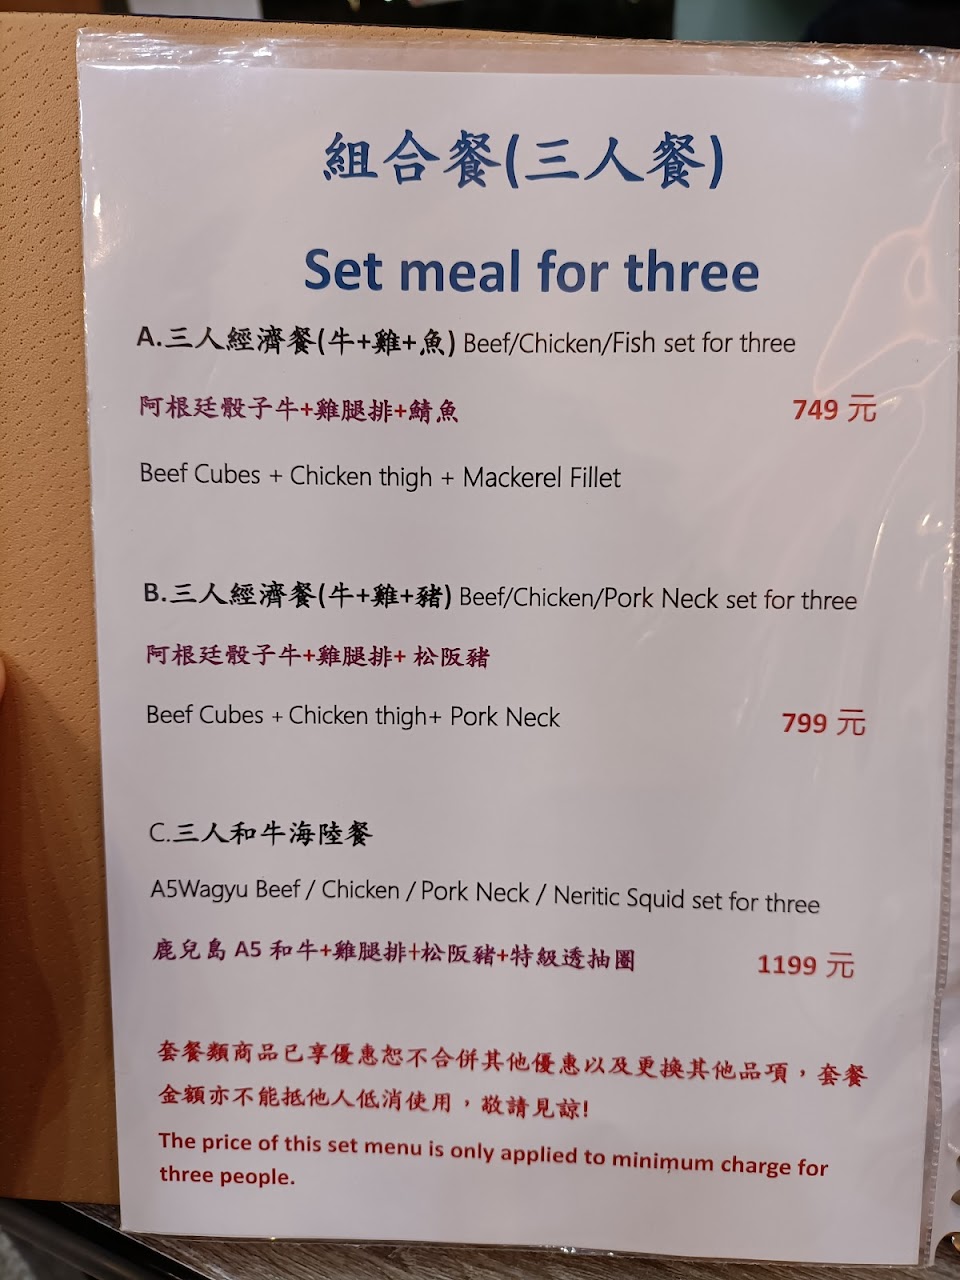 組合餐(三人餐)
Set meal for three
A.三人經濟餐(牛+雞+魚) Beef/Chicken/Fish set for three
阿根廷骰子牛+雞腿排+鯖魚 749 元
Beef Cubes + Chicken thigh + Mackerel Fillet
B.三人經濟餐(牛+雞+豬) Beef/Chicken/Pork Neck set for three
阿根廷骰子牛+雞腿排+ 松阪豬
Beef Cubes + Chicken thigh+ Pork Neck 799 元
C.三人和牛海陸餐
A5Wagyu Beef / Chicken / Pork Neck / Neritic Squid set for three
鹿兒島 A5 和牛+雞腿排+松阪豬+特級透抽圈 1199 元
套餐類商品已享優惠恕不合併其他優惠以及更換其他品項，套餐
金額亦不能抵他人低消使用，敬請見諒!
The price of this set menu is only applied to minimum charge for
three people.